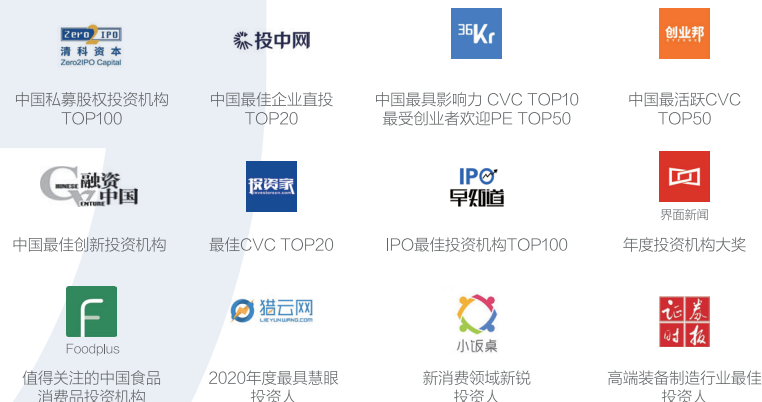 Zero2IPO
清科资本
Zero2IPO Capital
投中网
36Kr
创业邦
中国私募股权投资机构
TOP100
中国最佳企业直投
TOP20
中国最具影响力 CVC TOP10
最受创业者欢迎PE TOP50
中国最活跃CVC
TOP50
CHINESE
VENTURE
融资
中国
投资家
IPO
早知道
界面新闻
中国最佳创新投资机构
最佳CVC TOP20
IPO最佳投资机构TOP100
年度投资机构大奖
Foodplus
猎云网
LIEYUNWANG.COM
小饭桌
证券
时报
值得关注的中国食品
消费品投资机构
2020年度最具慧眼
投资人
新消费领域新锐
投资人
高端装备制造行业最佳
投资人